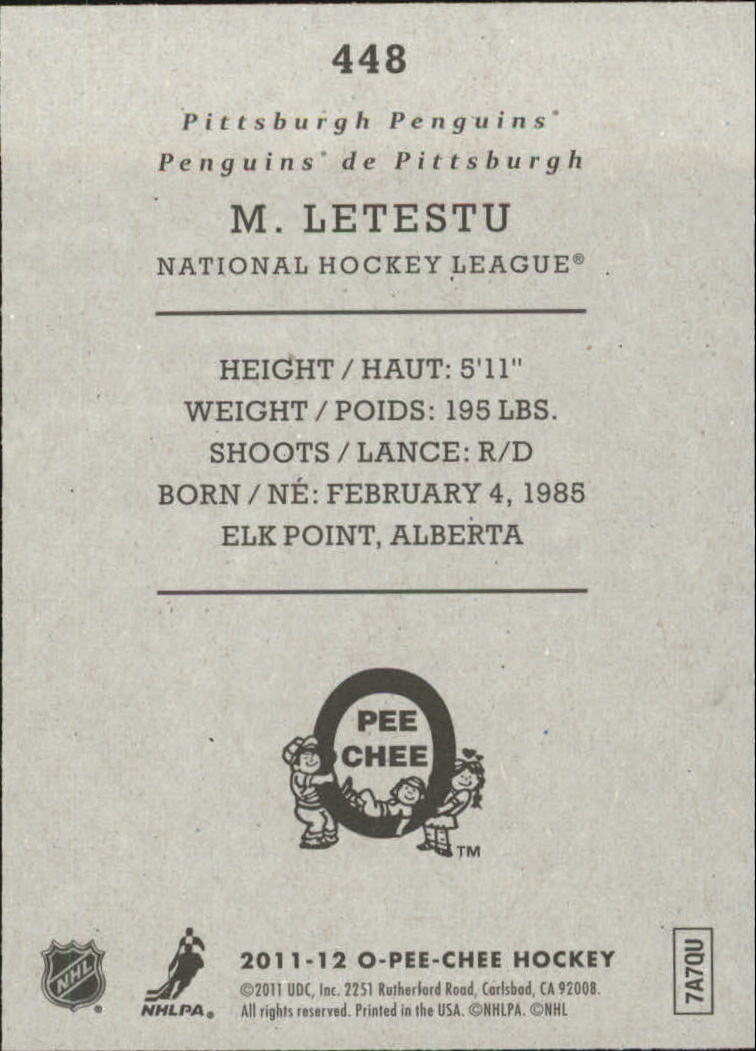 448
Pittsburgh Penguins®
Penguins® de Pittsburgh
M. LETESTU
NATIONAL HOCKEY LEAGUE®
HEIGHT / HAUT: 5'11"
WEIGHT / POIDS: 195 LBS.
SHOOTS / LANCE: R/D
BORN / NÉ: FEBRUARY 4, 1985
ELK POINT, ALBERTA
O
PEE
CHEE
TM
NHL
NHLPA®
2011-12 O-PEE-CHEE HOCKEY
©2011 UDC, Inc. 2251 Rutherford Road, Carlsbad, CA 92008.
All rights reserved. Printed in the USA. ©NHLPA. ©NHL
7A7QU